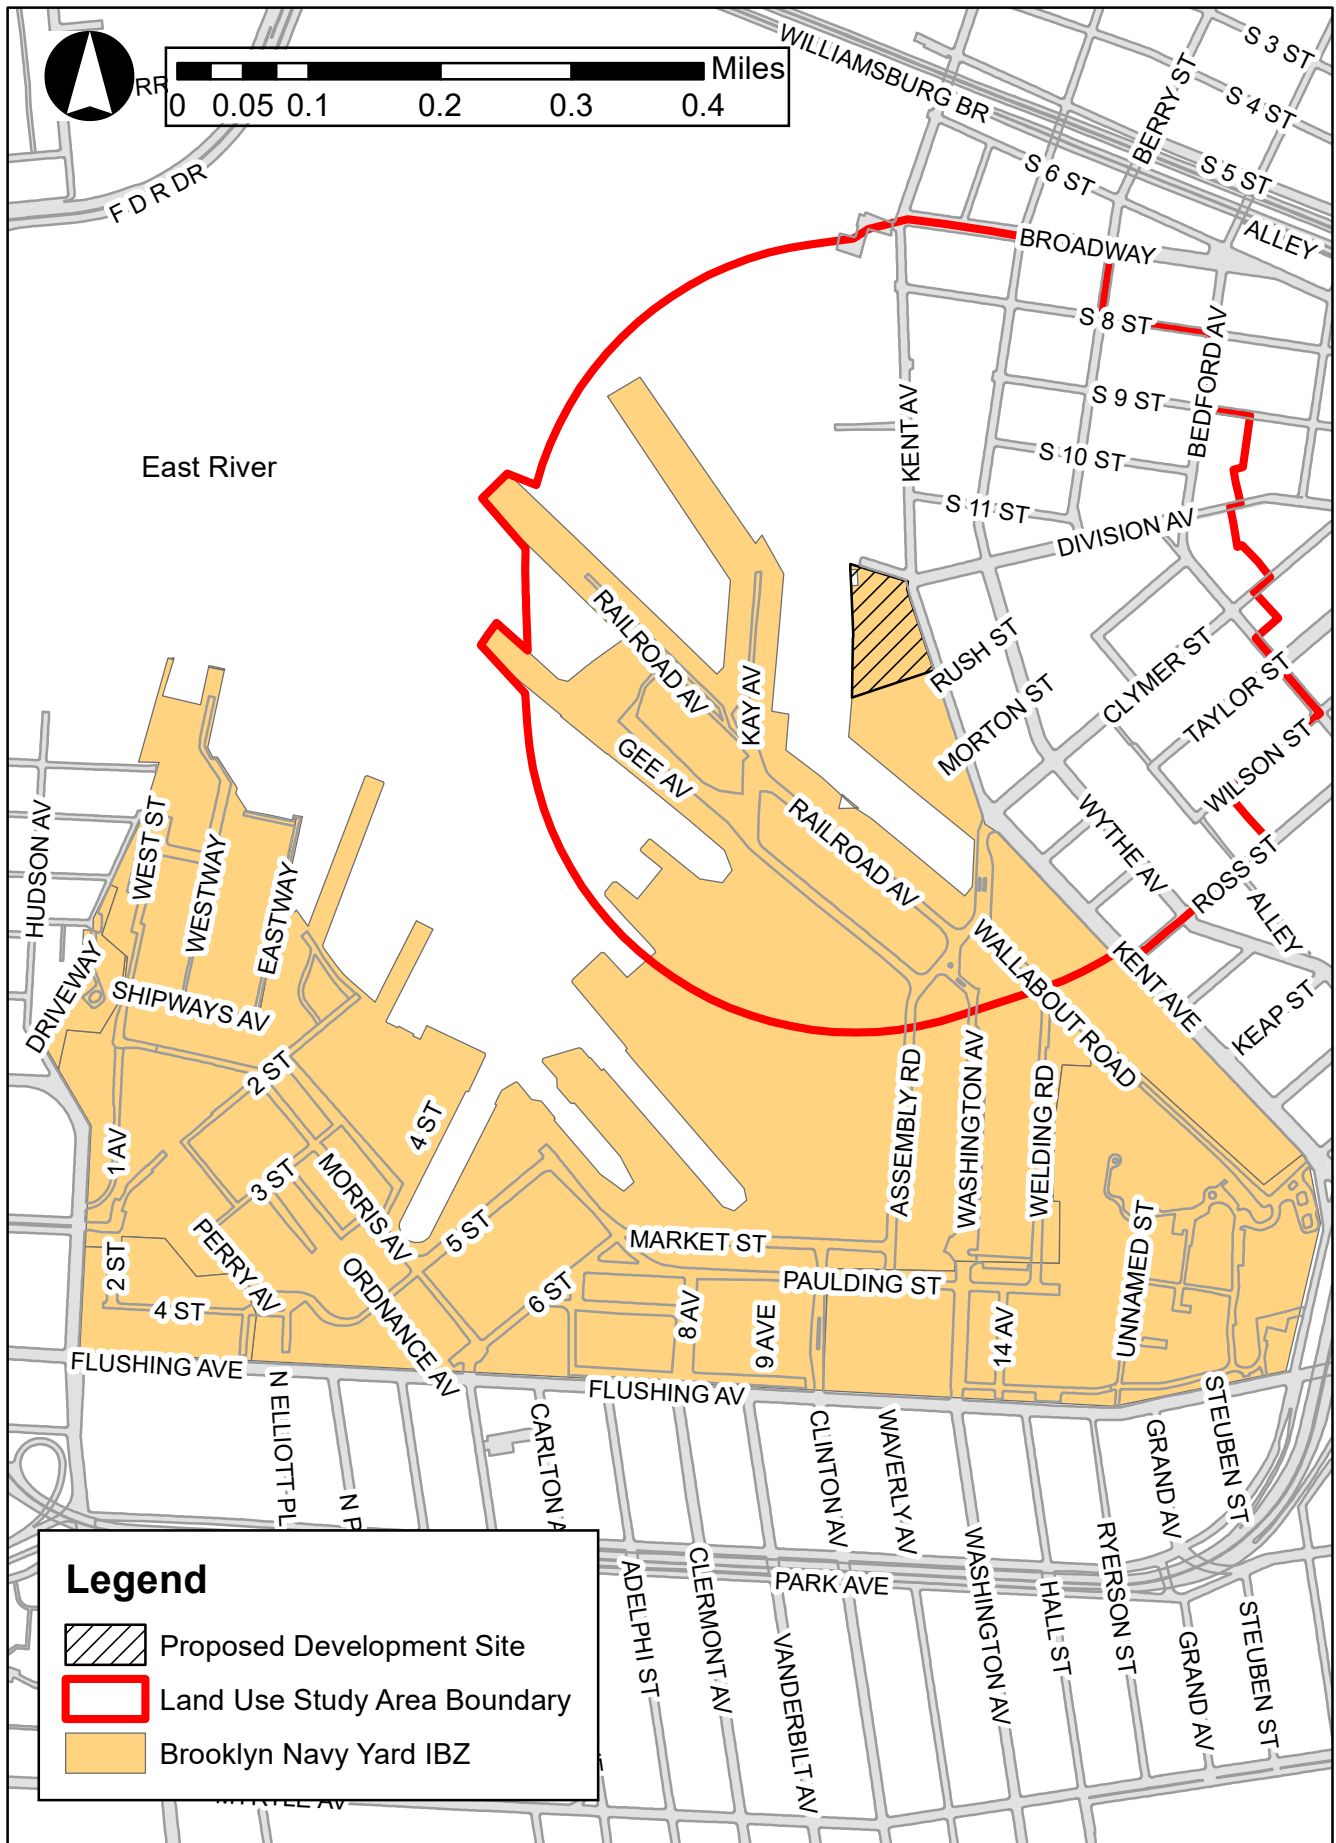 Miles
0 0.05 0.1 0.2 0.3 0.4
RR
F D R DR
WILLIAMSBURG BR
BERRY ST
S 3 ST
S 4 ST
S 5 ST
S 6 ST
ALLEY
BROADWAY
S 8 ST
BEDFORD AV
S 9 ST
KENT AV
S 10 ST
S 11 ST
DIVISION AV
East River
RAILROAD AV
KAY AV
GEE AV
RUSH ST
MORTON ST
CLYMER ST
TAYLOR ST
WILSON ST
WYTHE AV
ROSS ST
ALLEY
RAILROAD AV
WALLABOUT ROAD
KENT AVE
KEAP ST
HUDSON AV
WEST ST
WESTWAY
EASTWAY
DRIVEWAY
SHIPWAYS AV
2 ST
1 AV
4 ST
3 ST
MORRIS AV
ASSEMBLY RD
WASHINGTON AV
WELDING RD
PERRY AV
5 ST
MARKET ST
2 ST
4 ST
ORDNANCE AV
6 ST
PAULDING ST
8 AV
9 AVE
14 AV
UNNAMED ST
FLUSHING AVE
FLUSHING AV
N ELLIOTT PL
N P
CARLTON A
CLINTON AV
WAVERLY AV
GRAND AV
STEUBEN ST
ADELPHI ST
CLERMONT AV
PARK AVE
VANDERBILT AV
WASHINGTON AV
HALL ST
RYERSON ST
GRAND AV
STEUBEN ST
Legend
Proposed Development Site
Land Use Study Area Boundary
Brooklyn Navy Yard IBZ
MYRTLE AV